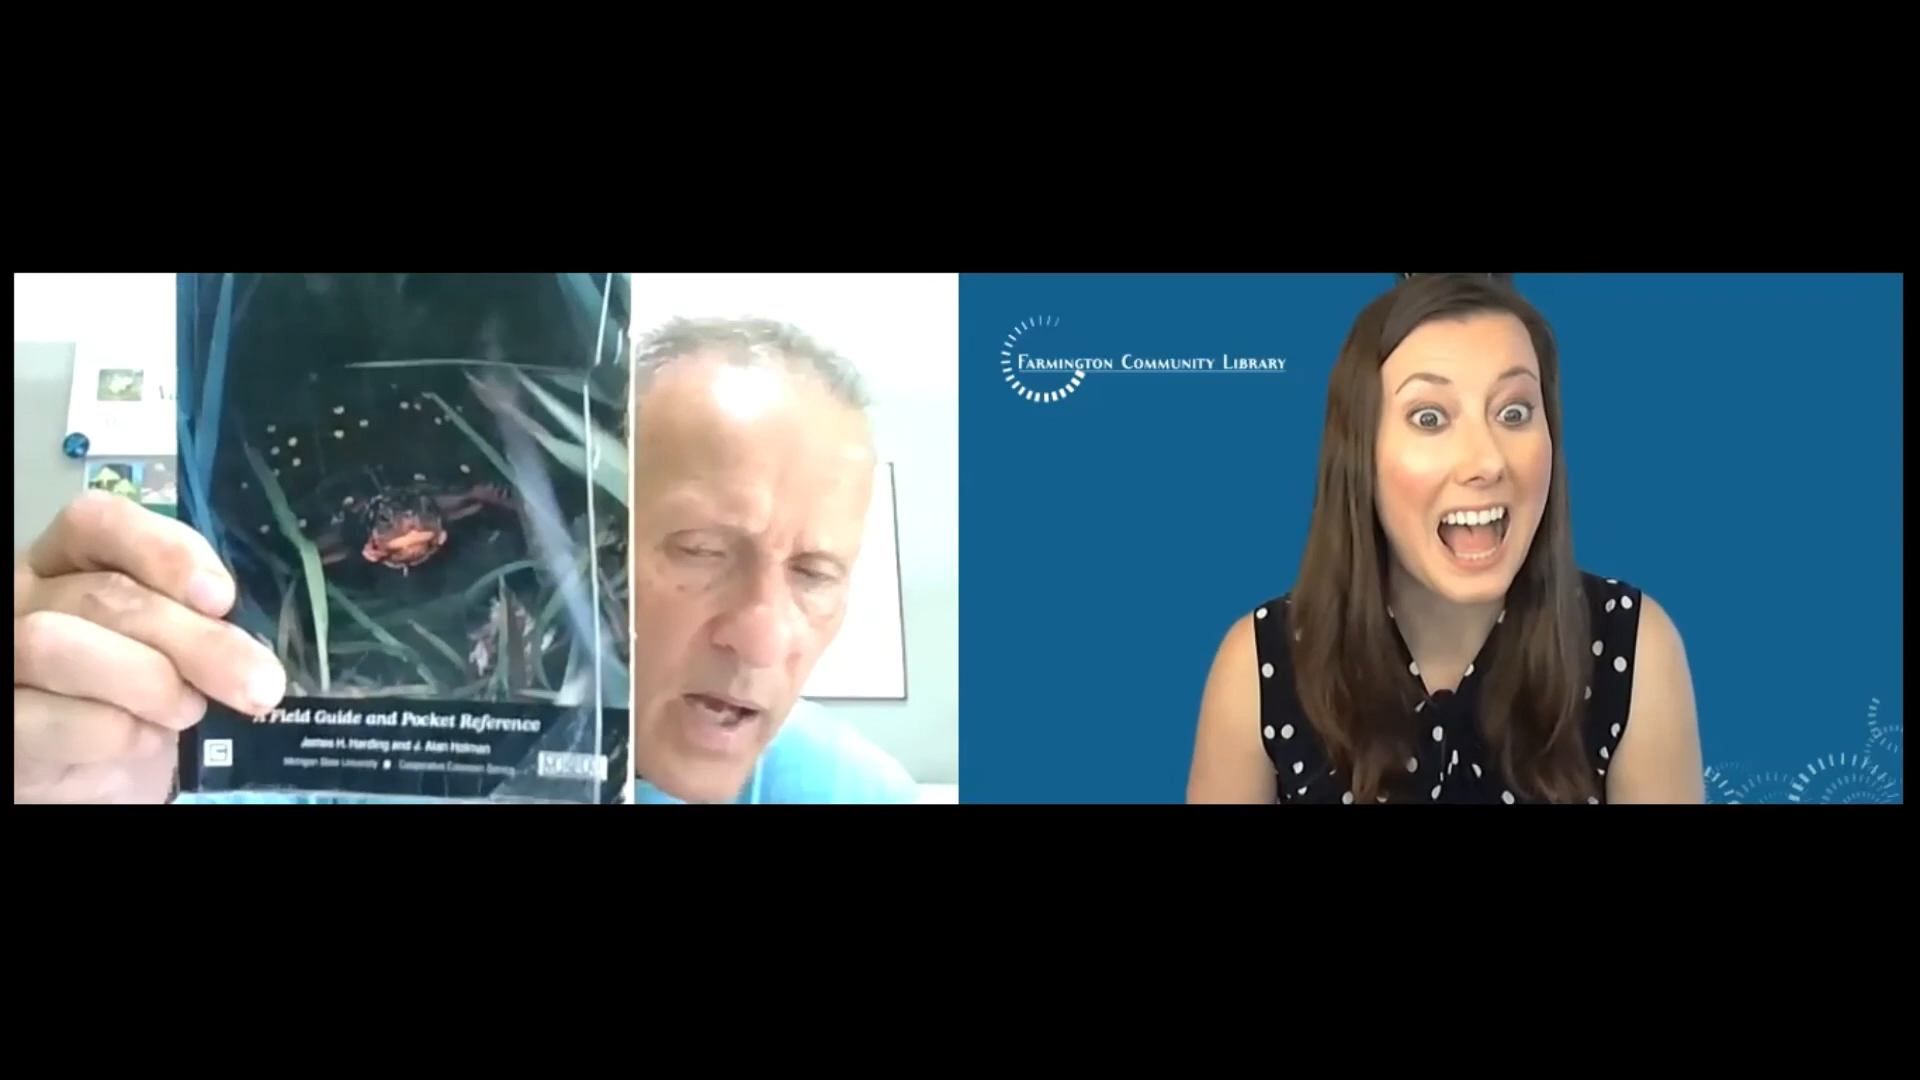 A Field Guide and Pocket Reference
James H. Harding and J. Alan Holman
Michigan State University • Cooperative Extension Service
FARMINGTON COMMUNITY LIBRARY